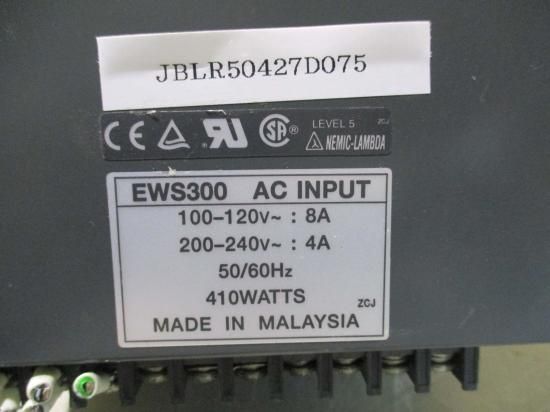 JBLR50427D075
LEVEL 5 ZCJ
NEMIC-LAMBDA
EWS300 AC INPUT
100-120v~ : 8A
200-240v~ : 4A
50/60Hz
410WATTS
ZCJ
MADE IN MALAYSIA